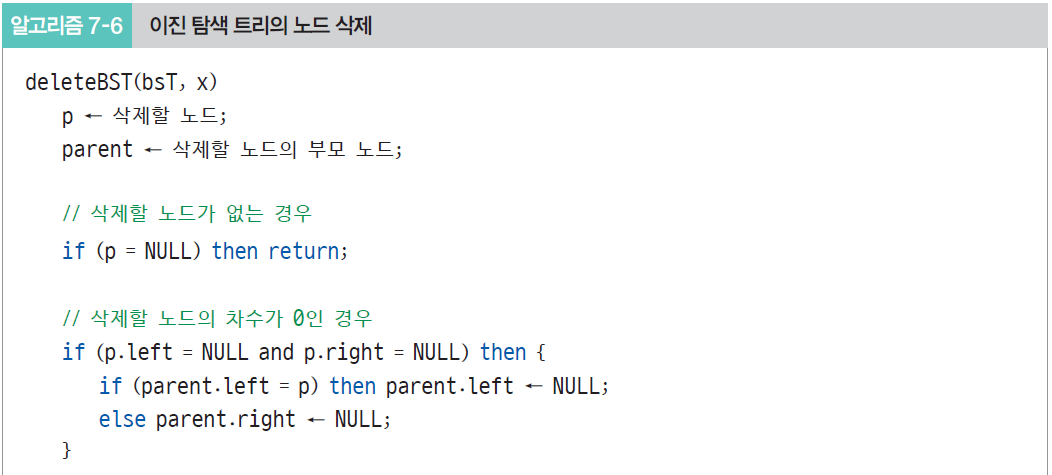 알고리즘 7-6 이진 탐색 트리의 노드 삭제
deleteBST(bsT, x)
p ← 삭제할 노드;
parent ← 삭제할 노드의 부모 노드;
// 삭제할 노드가 없는 경우
if (p = NULL) then return;
// 삭제할 노드의 차수가 0인 경우
if (p.left = NULL and p.right = NULL) then {
if (parent.left = p) then parent.left ← NULL;
else parent.right ← NULL;
}